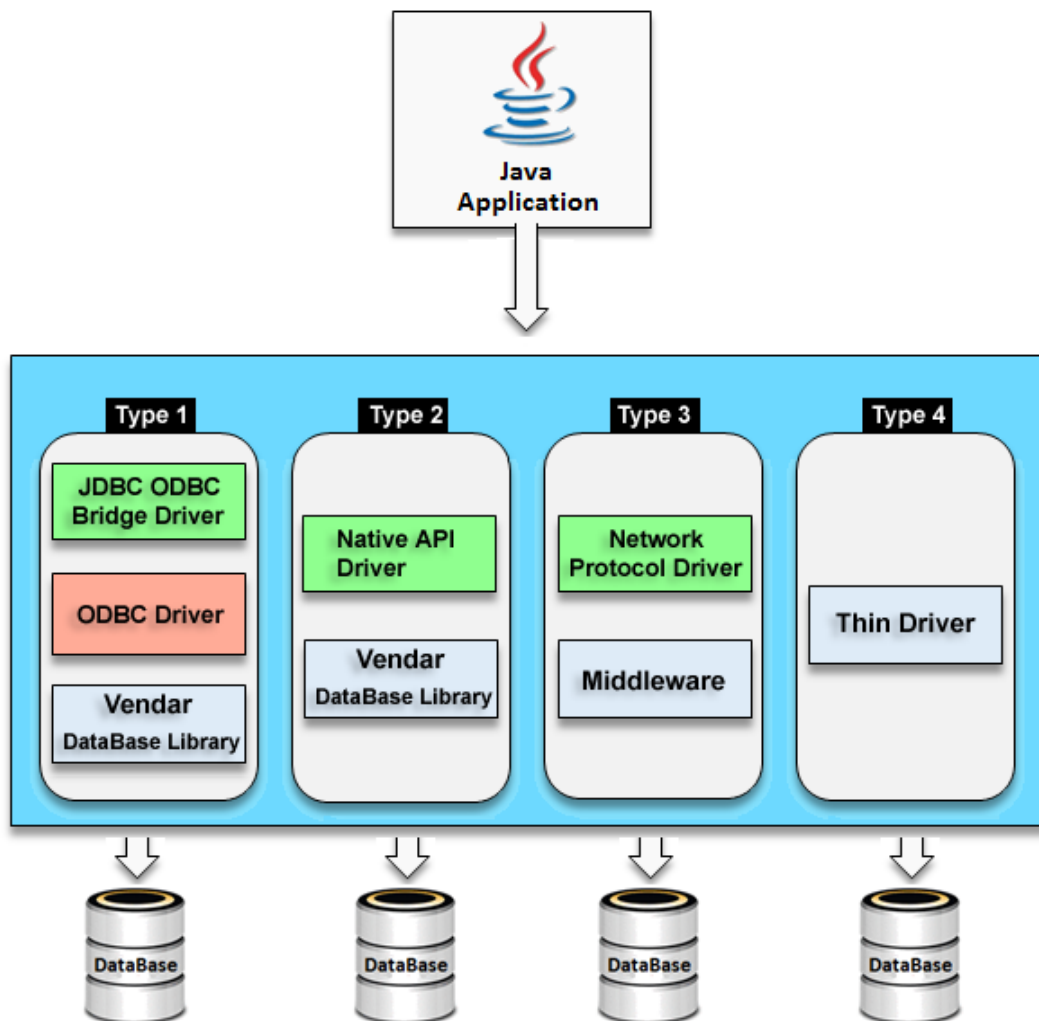 Java
Application
Type 1
JDBC ODBC
Bridge Driver
ODBC Driver
Vendar
DataBase Library
Type 2
Native API
Driver
Vendar
DataBase Library
Type 3
Network
Protocol Driver
Middleware
Type 4
Thin Driver
DataBase
DataBase
DataBase
DataBase